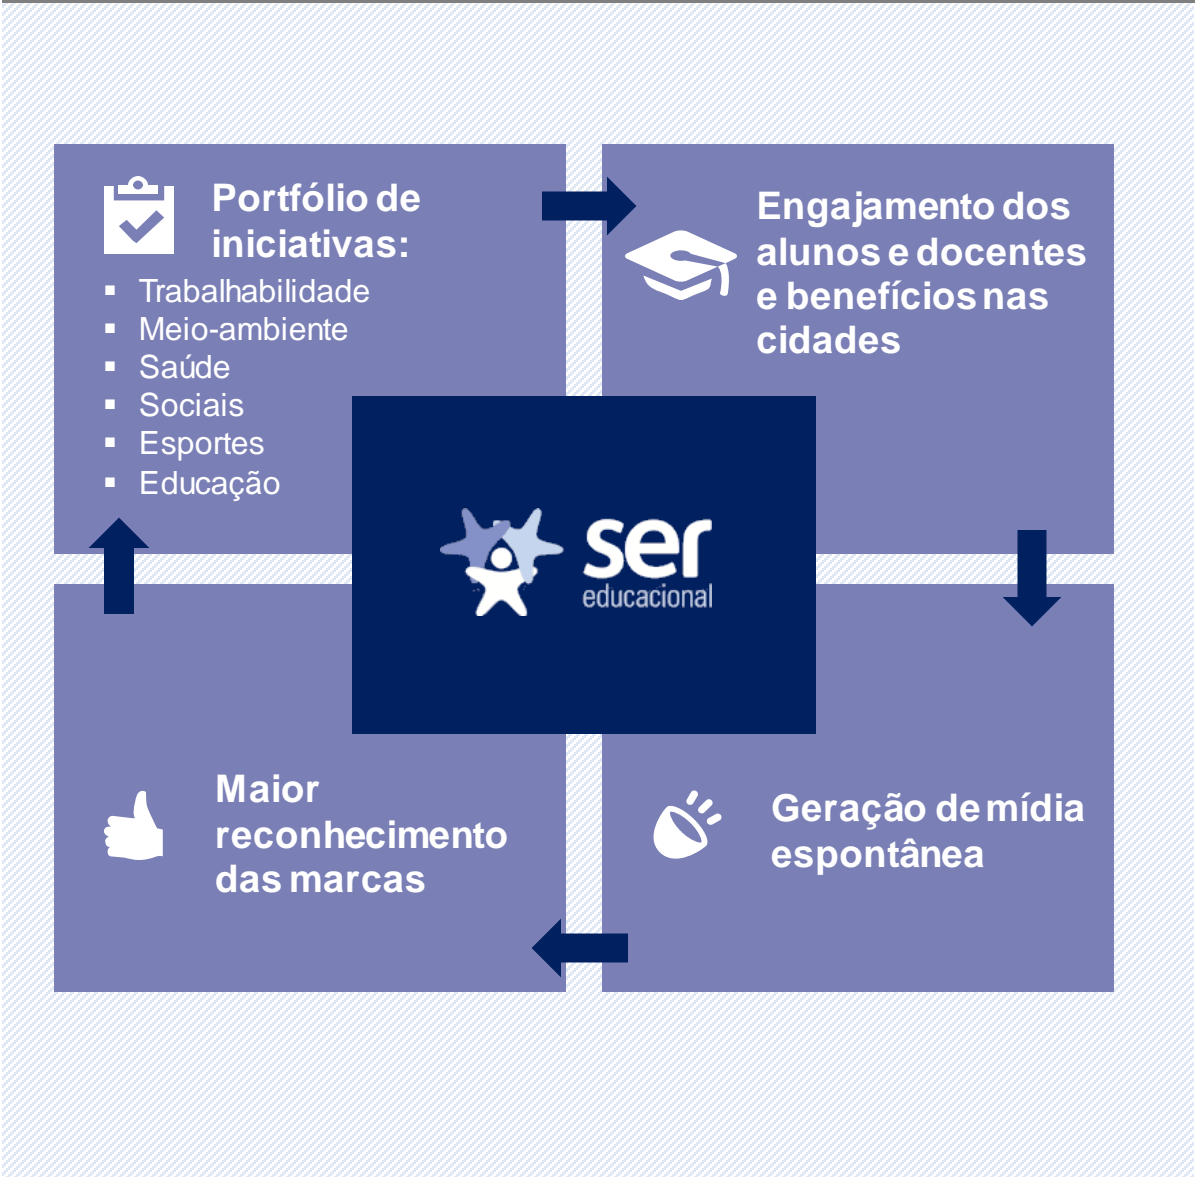 Portfólio de
iniciativas:
▪ Trabalhabilidade
▪ Meio-ambiente
▪ Saúde
▪ Sociais
▪ Esportes
▪ Educação
Engajamento dos
alunos e docentes
e benefícios nas
cidades
ser
educacional
Maior
reconhecimento
das marcas
Geração de mídia
espontânea